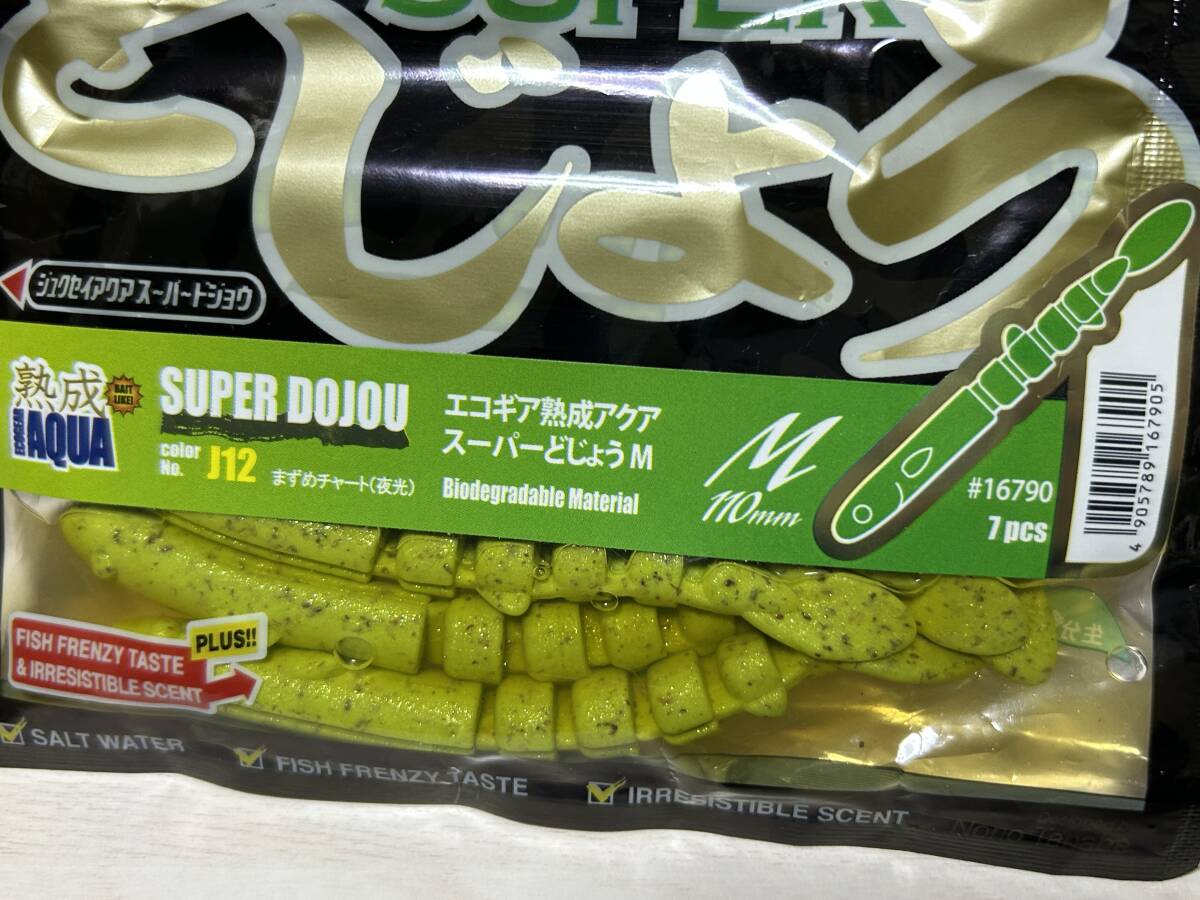 SUPER
どじょう
ジュクセイアクアスーパードジョウ
熟成
BAIT LIKE!
ECOGEAR
AQUA
SUPER DOJOU
color No. J12 まずめチャート(夜光)
エコギア熟成アクア
スーパーどじょう M
Biodegradable Material
M
110mm
#16790
7 pcs
4 905789 167905
FISH FRENZY TASTE
& IRRESISTIBLE SCENT
PLUS!!
SALT WATER
FISH FRENZY TASTE
IRRESISTIBLE SCENT